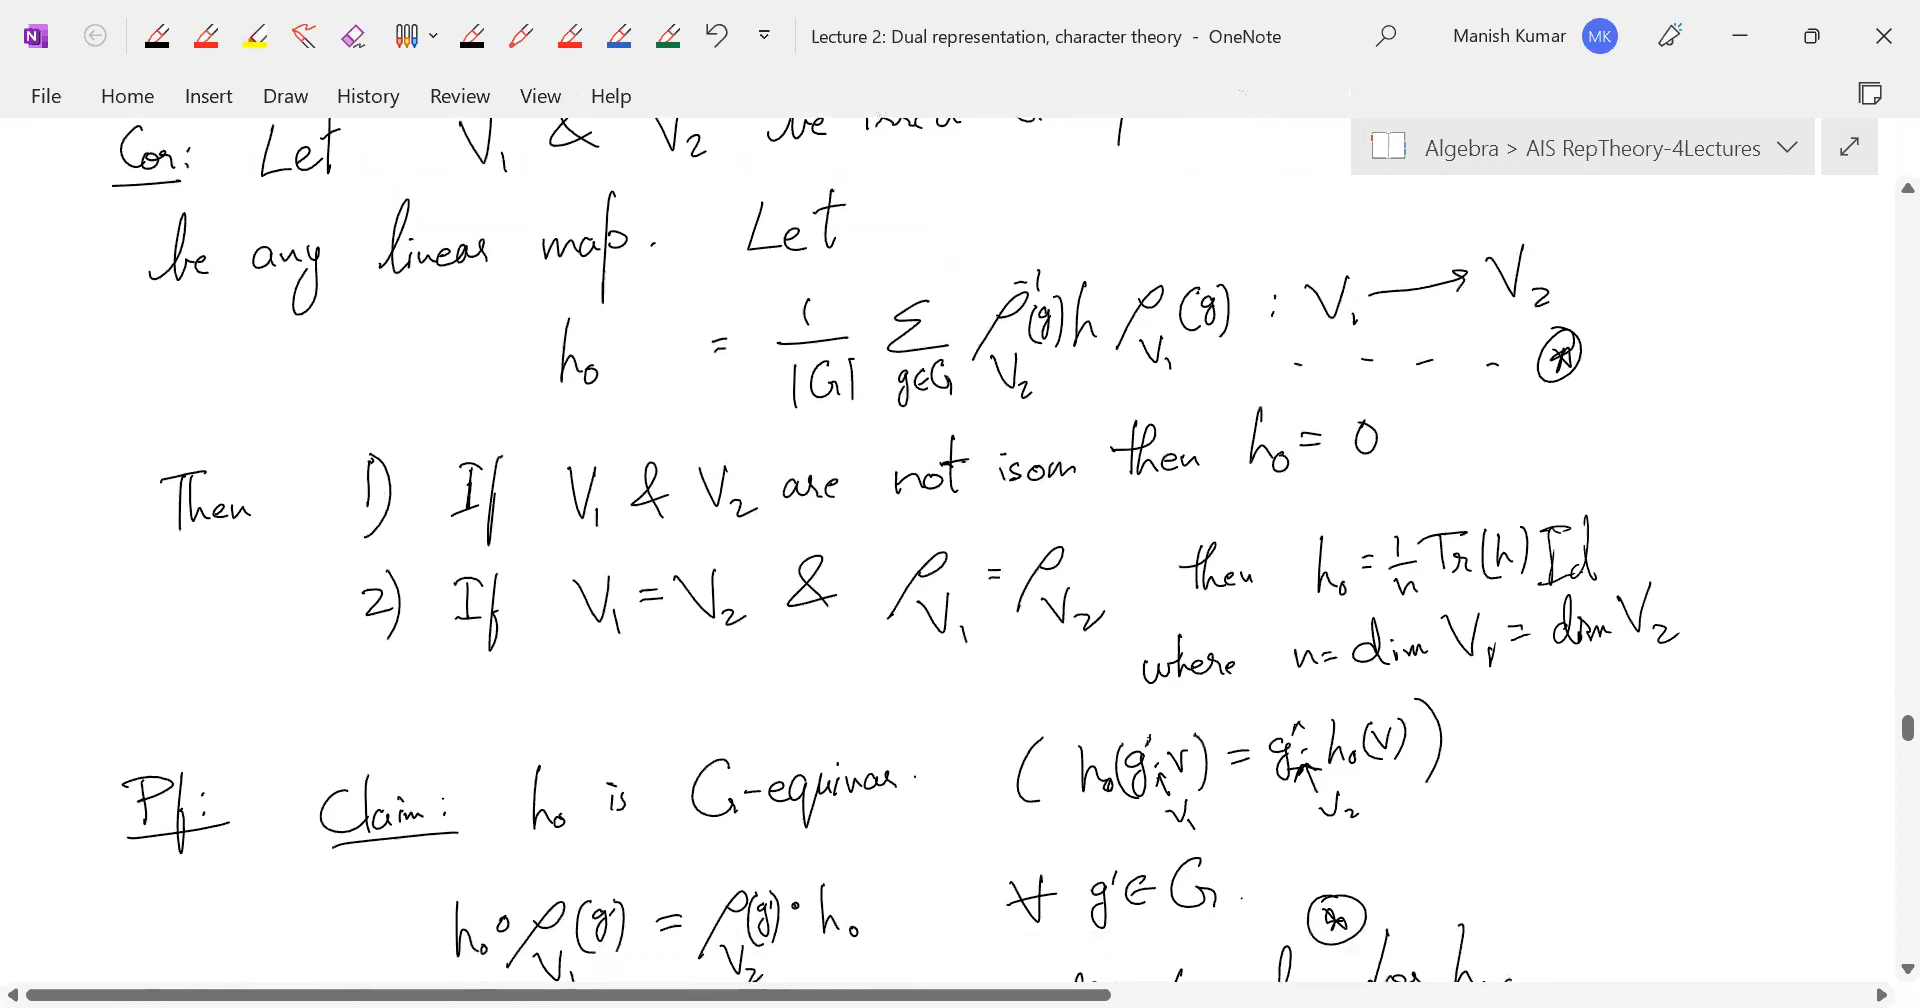 Lecture 2: Dual representation, character theory - OneNote
Manish Kumar MK
File Home Insert Draw History Review View Help
Algebra > AIS RepTheory-4Lectures
Cor: Let V₁ & V₂ be
be any linear map. Let
h₀ = 1/|G| Σ_{g∈G} ρ_{V₂}⁻¹(g) h ρ_{V₁}(g) : V₁ → V₂
. - - - ⊛
Then 1) If V₁ & V₂ are not isom then h₀ = 0
2) If V₁ = V₂ & ρ_{V₁} = ρ_{V₂} then h₀ = 1/n Tr(h) Id
where n = dim V₁ = dim V₂
Pf: Claim: h₀ is G-equivar. (h₀(g'·v) = g'·h₀(v))
V₁ V₂
h₀∘ρ_{V₁}(g') = ρ_{V₂}(g')∘h₀ ∀ g'∈G.
⊛